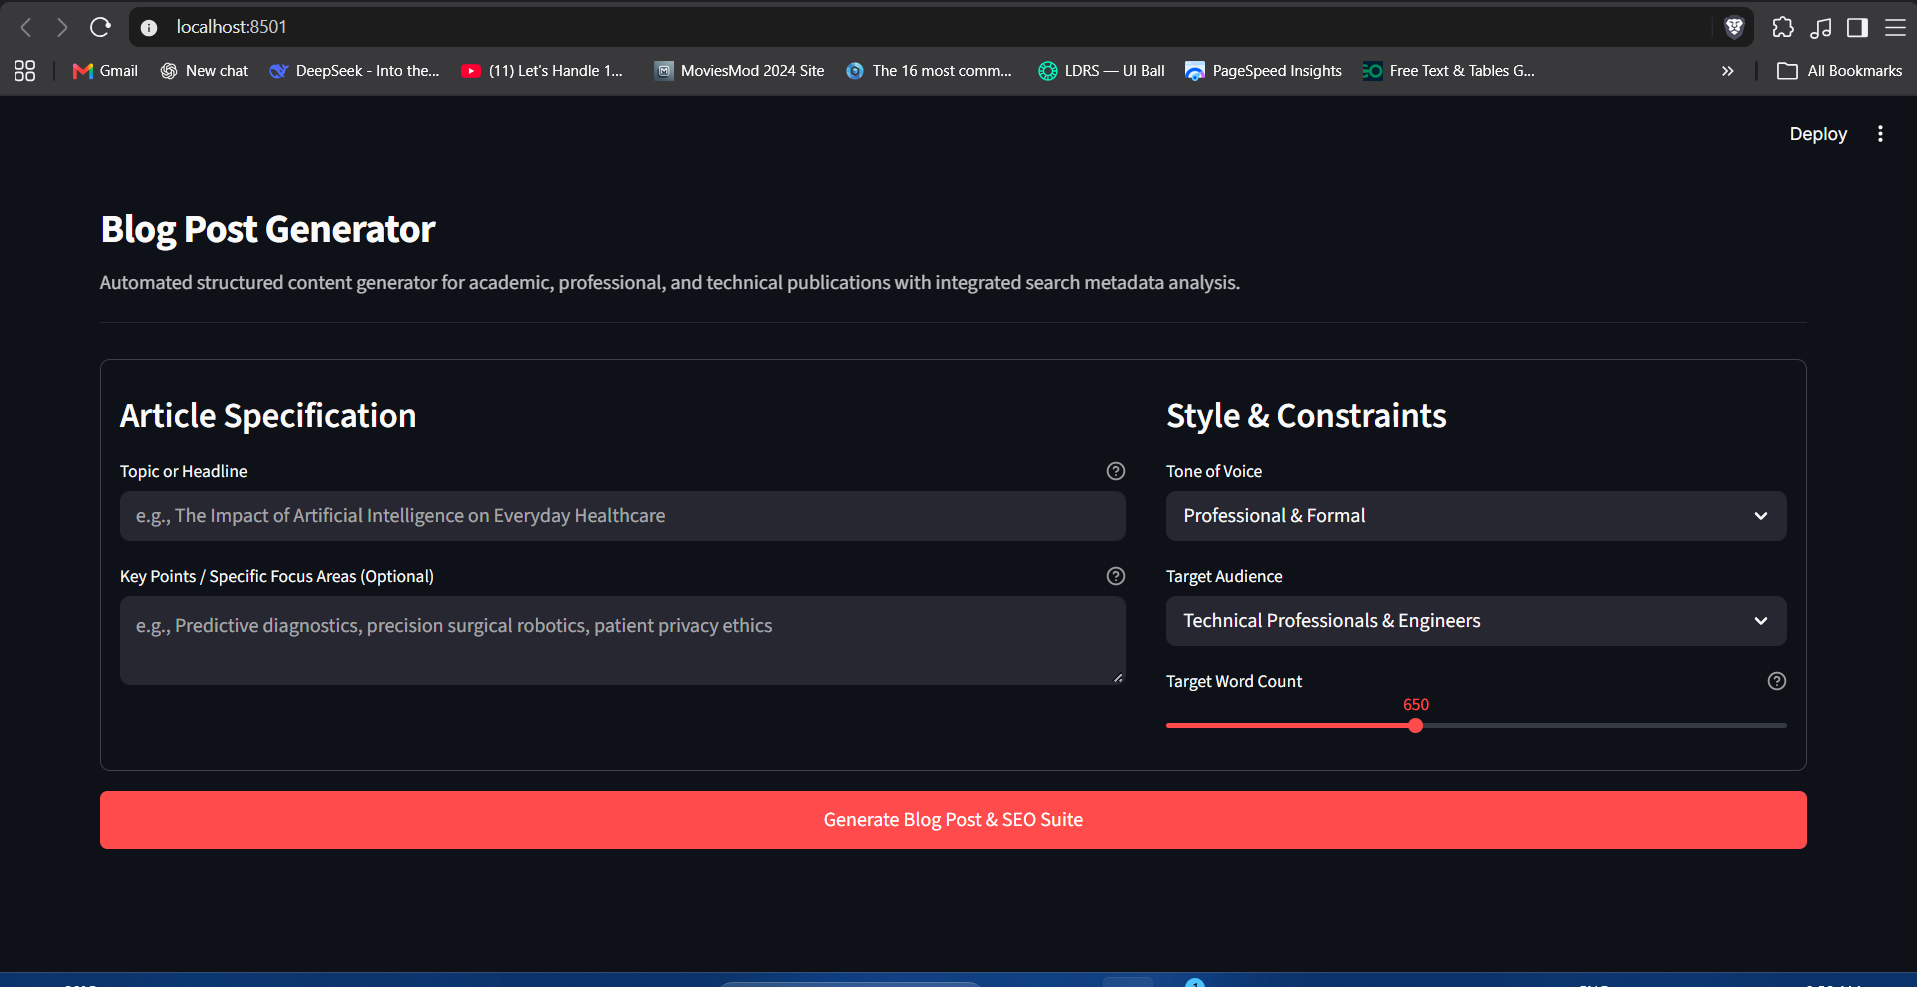 localhost:8501
Gmail
New chat
DeepSeek - Into the...
(11) Let's Handle 1...
MoviesMod 2024 Site
The 16 most comm...
LDRS — UI Ball
PageSpeed Insights
Free Text & Tables G...
All Bookmarks
Deploy
Blog Post Generator
Automated structured content generator for academic, professional, and technical publications with integrated search metadata analysis.
Article Specification
Topic or Headline
e.g., The Impact of Artificial Intelligence on Everyday Healthcare
Key Points / Specific Focus Areas (Optional)
e.g., Predictive diagnostics, precision surgical robotics, patient privacy ethics
Style & Constraints
Tone of Voice
Professional & Formal
Target Audience
Technical Professionals & Engineers
Target Word Count
650
Generate Blog Post & SEO Suite